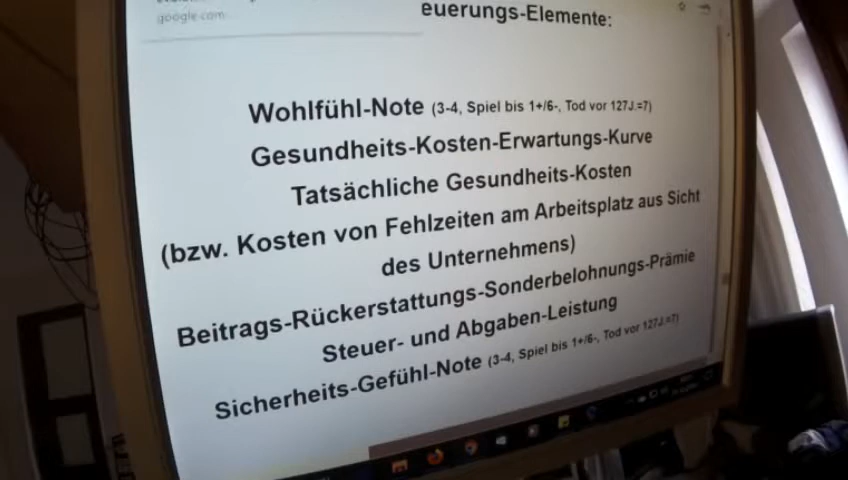 google.com
euerungs-Elemente:
Wohlfühl-Note (3-4, Spiel bis 1+/6-, Tod vor 127J.=7)
Gesundheits-Kosten-Erwartungs-Kurve
Tatsächliche Gesundheits-Kosten
(bzw. Kosten von Fehlzeiten am Arbeitsplatz aus Sicht
des Unternehmens)
Beitrags-Rückerstattungs-Sonderbelohnungs-Prämie
Steuer- und Abgaben-Leistung
Sicherheits-Gefühl-Note (3-4, Spiel bis 1+/6-, Tod vor 127J.=7)